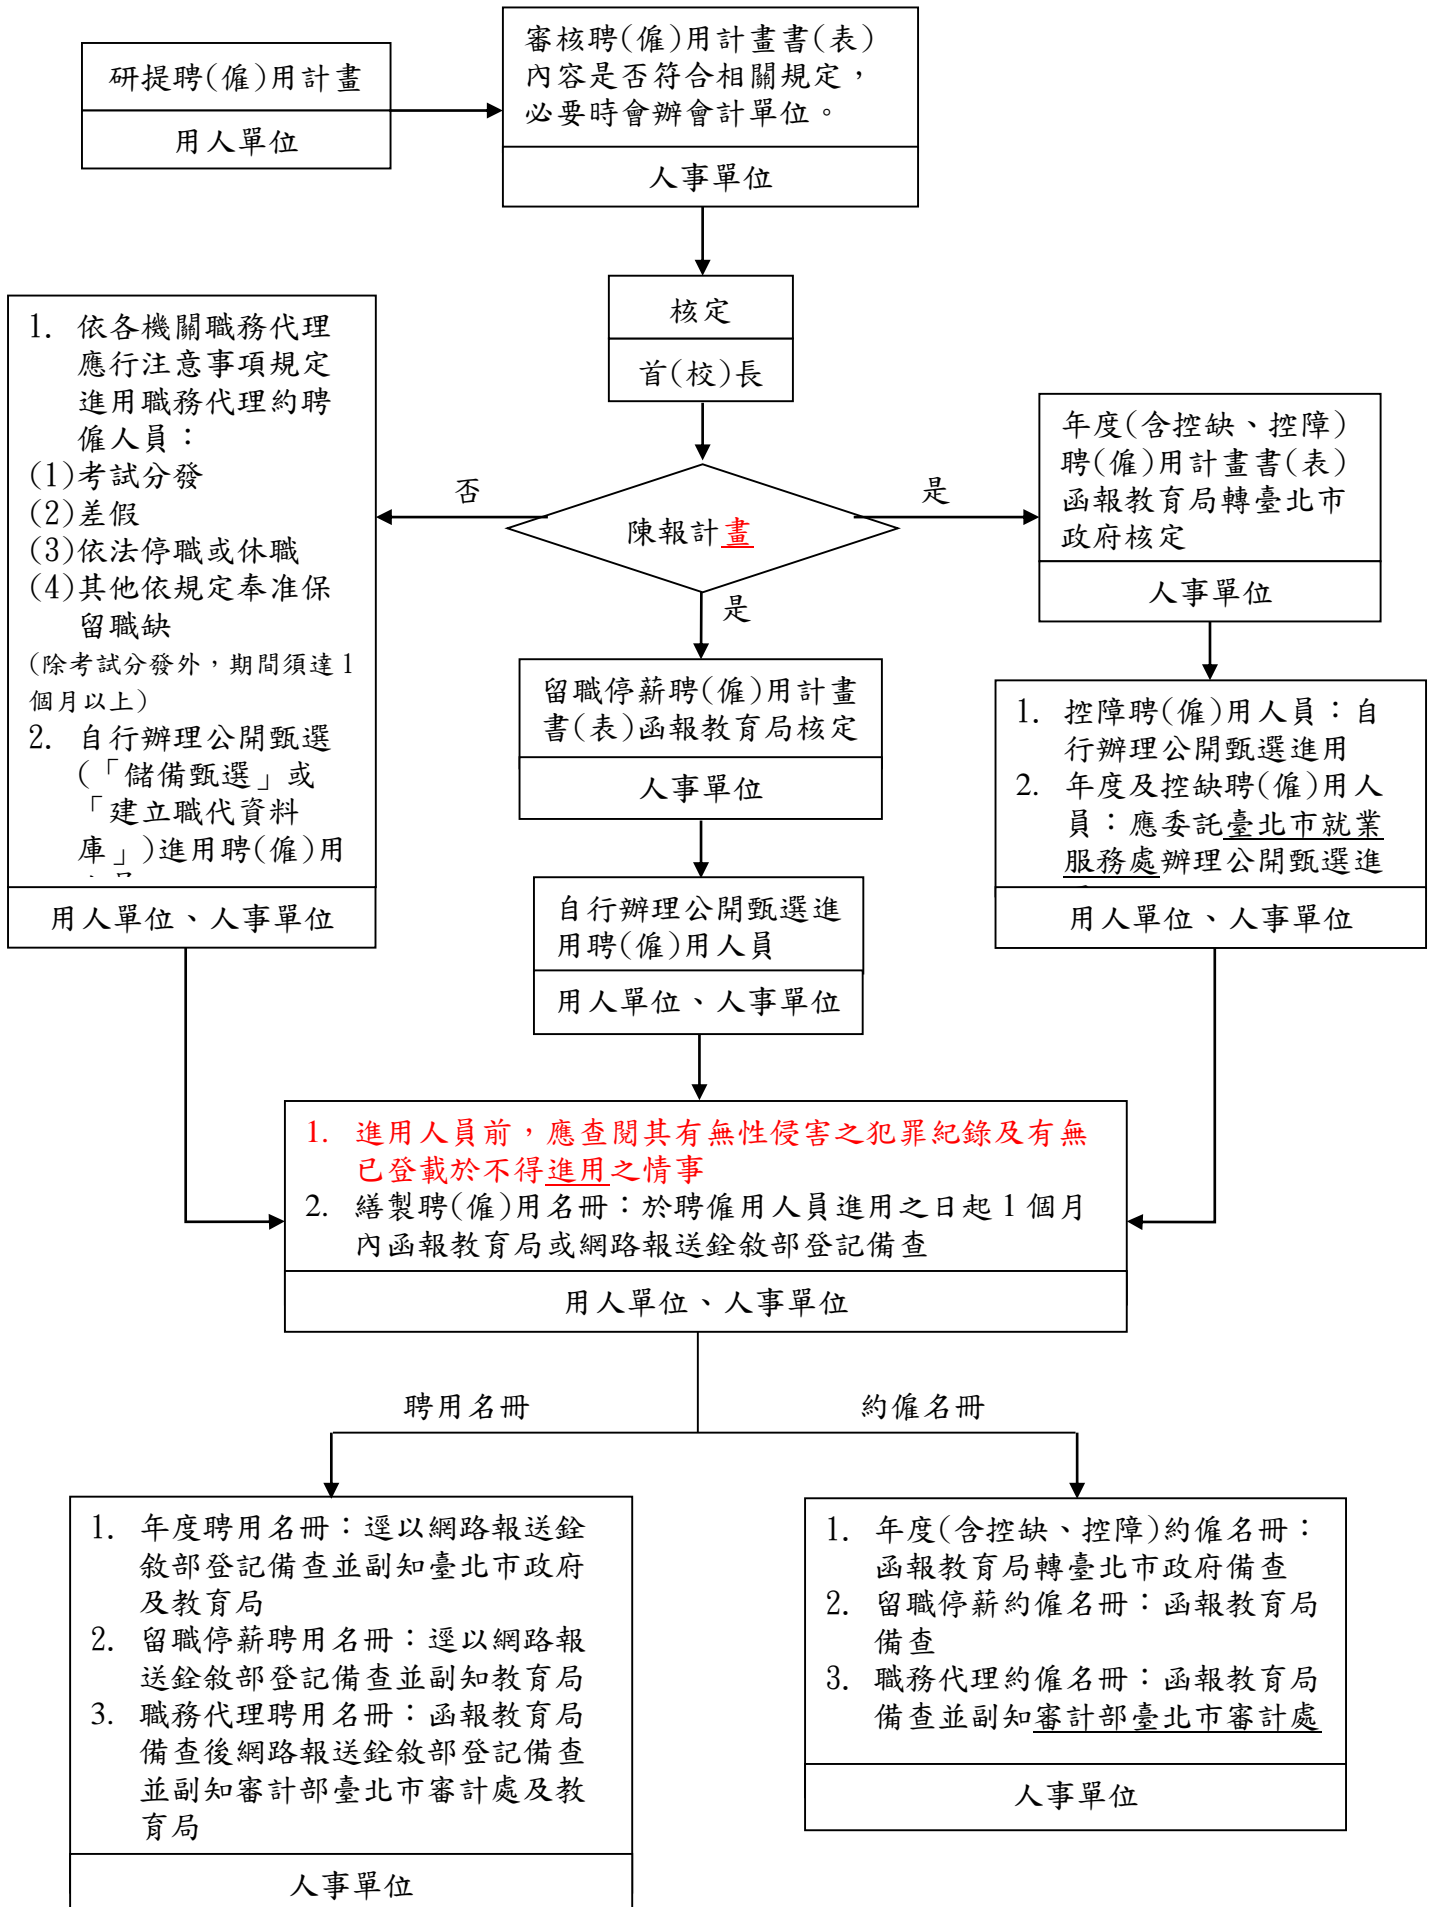 研提聘(僱)用計畫
用人單位
審核聘(僱)用計畫書(表)
內容是否符合相關規定，
必要時會辦會計單位。
人事單位
核定
首(校)長
陳報計畫
否
是
是
1. 依各機關職務代理
應行注意事項規定
進用職務代理約聘
僱人員：
(1)考試分發
(2)差假
(3)依法停職或休職
(4)其他依規定奉准保
留職缺
(除考試分發外，期間須達1
個月以上)
2. 自行辦理公開甄選
(「儲備甄選」或
「建立職代資料
庫」)進用聘(僱)用
用人單位、人事單位
留職停薪聘(僱)用計畫
書(表)函報教育局核定
人事單位
自行辦理公開甄選進
用聘(僱)用人員
用人單位、人事單位
年度(含控缺、控障)
聘(僱)用計畫書(表)
函報教育局轉臺北市
政府核定
人事單位
1. 控障聘(僱)用人員：自
行辦理公開甄選進用
2. 年度及控缺聘(僱)用人
員：應委託臺北市就業
服務處辦理公開甄選進
用人單位、人事單位
1. 進用人員前，應查閱其有無性侵害之犯罪紀錄及有無
已登載於不得進用之情事
2. 繕製聘(僱)用名冊：於聘僱用人員進用之日起1個月
內函報教育局或網路報送銓敘部登記備查
用人單位、人事單位
聘用名冊
約僱名冊
1. 年度聘用名冊：逕以網路報送銓
敘部登記備查並副知臺北市政府
及教育局
2. 留職停薪聘用名冊：逕以網路報
送銓敘部登記備查並副知教育局
3. 職務代理聘用名冊：函報教育局
備查後網路報送銓敘部登記備查
並副知審計部臺北市審計處及教
育局
人事單位
1. 年度(含控缺、控障)約僱名冊：
函報教育局轉臺北市政府備查
2. 留職停薪約僱名冊：函報教育局
備查
3. 職務代理約僱名冊：函報教育局
備查並副知審計部臺北市審計處
人事單位